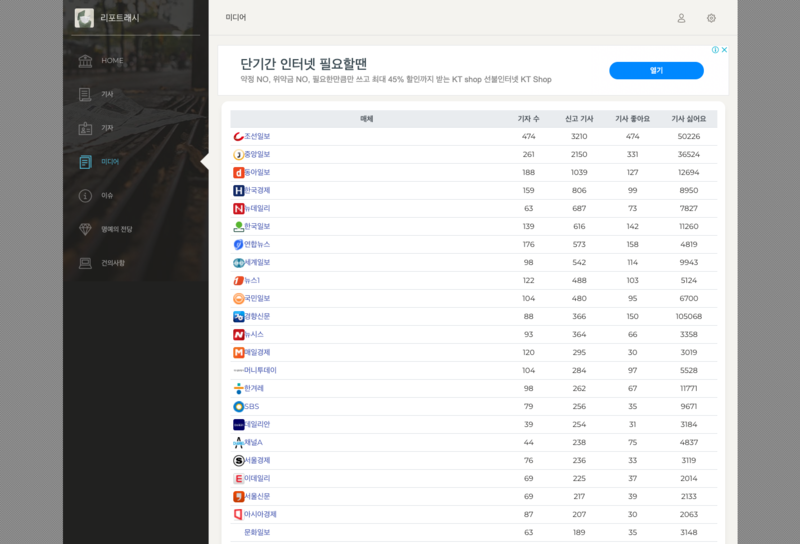 리포트래시
HOME
기사
기자
미디어
이슈
명예의 전당
건의사항
미디어
단기간 인터넷 필요할땐
약정 NO, 위약금 NO, 필요한만큼만 쓰고 최대 45% 할인까지 받는 KT shop 선불인터넷 KT Shop
열기
매체 기자 수 신고 기사 기사 좋아요 기사 싫어요
조선일보 474 3210 474 50226
중앙일보 261 2150 331 36524
동아일보 188 1039 127 12694
한국경제 159 806 99 8950
뉴데일리 63 687 73 7827
한국일보 139 616 142 11260
연합뉴스 176 573 158 4819
세계일보 98 542 114 9943
뉴스1 122 488 103 5124
국민일보 104 480 95 6700
경향신문 88 366 150 105068
뉴시스 93 364 66 3358
매일경제 120 295 30 3019
머니투데이 104 284 97 5528
한겨레 98 262 67 11771
SBS 79 256 35 9671
데일리안 39 254 31 3184
채널A 44 238 75 4837
서울경제 76 236 33 3119
이데일리 69 225 37 2014
서울신문 69 217 39 2133
아시아경제 87 207 30 2063
문화일보 63 189 35 3148